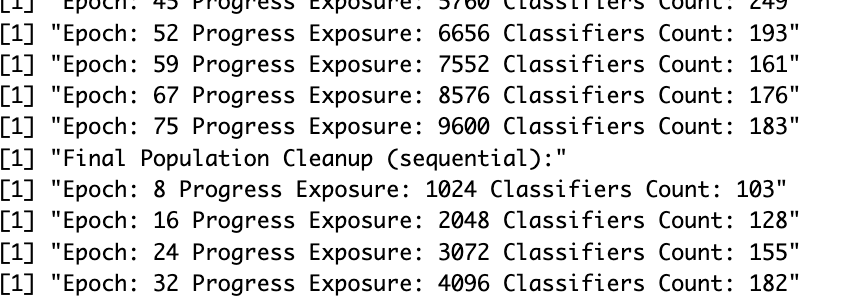 [1] "Epoch: 45 Progress Exposure: 5760 Classifiers Count: 249"
[1] "Epoch: 52 Progress Exposure: 6656 Classifiers Count: 193"
[1] "Epoch: 59 Progress Exposure: 7552 Classifiers Count: 161"
[1] "Epoch: 67 Progress Exposure: 8576 Classifiers Count: 176"
[1] "Epoch: 75 Progress Exposure: 9600 Classifiers Count: 183"
[1] "Final Population Cleanup (sequential):"
[1] "Epoch: 8 Progress Exposure: 1024 Classifiers Count: 103"
[1] "Epoch: 16 Progress Exposure: 2048 Classifiers Count: 128"
[1] "Epoch: 24 Progress Exposure: 3072 Classifiers Count: 155"
[1] "Epoch: 32 Progress Exposure: 4096 Classifiers Count: 182"